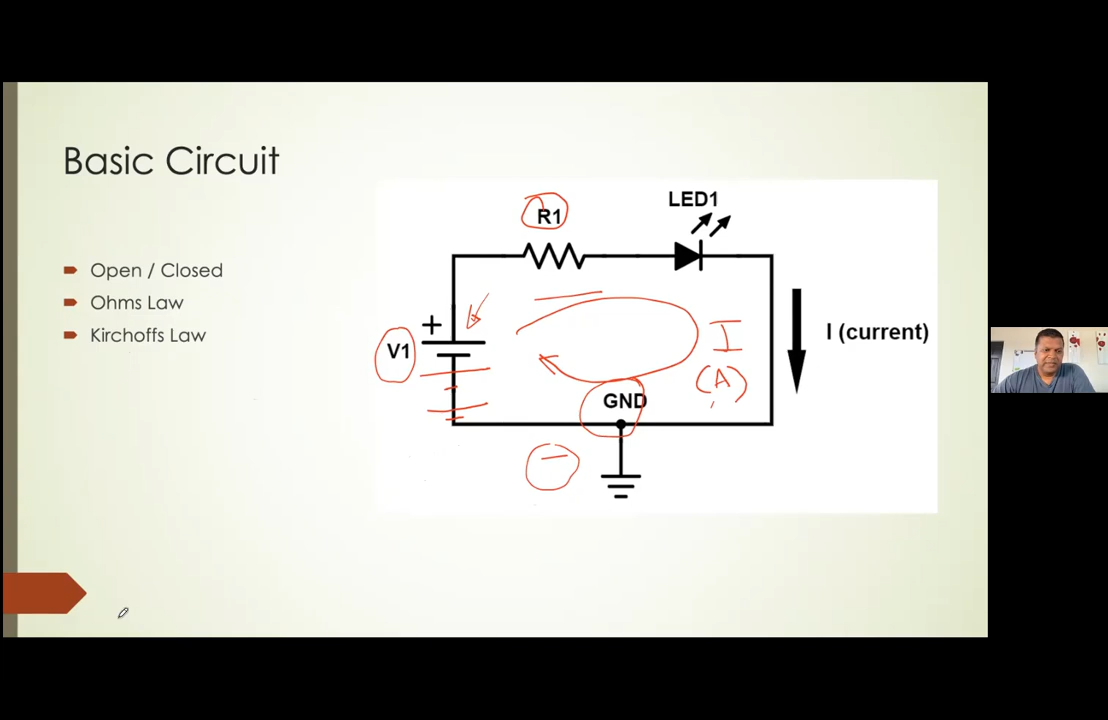 Basic Circuit
Open / Closed
Ohms Law
Kirchoffs Law
LED1
R1
+
V1
I
I (current)
(A)
GND
–